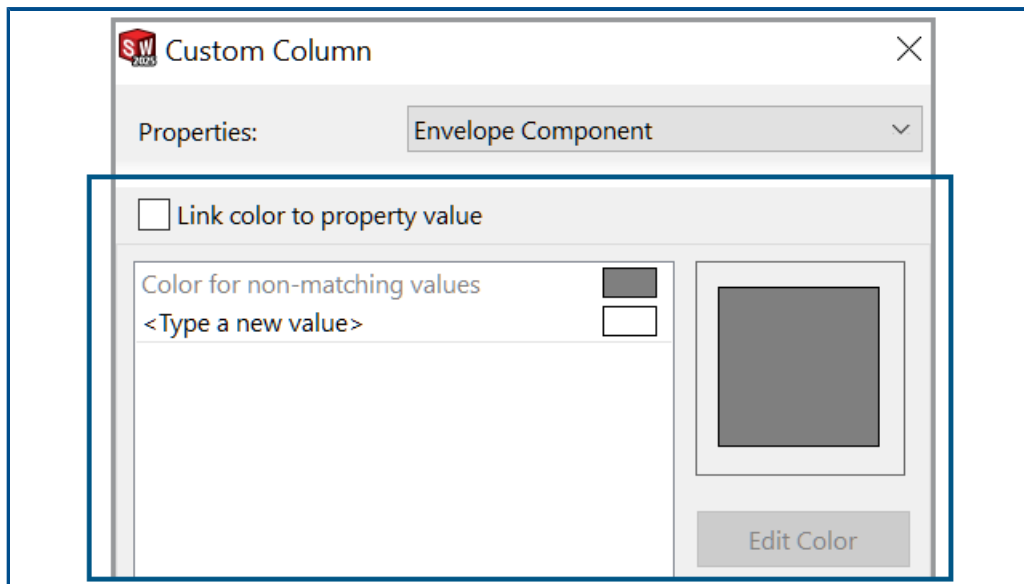 SW 2025 Custom Column
Properties: Envelope Component
Link color to property value
Color for non-matching values
<Type a new value>
Edit Color